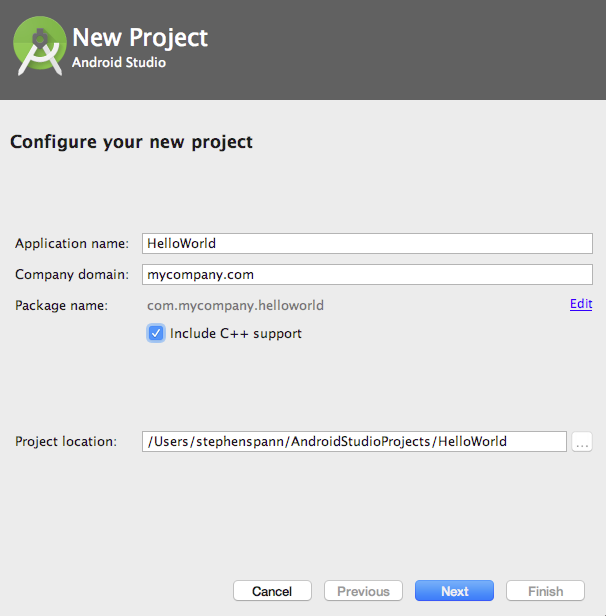 New Project
Android Studio
Configure your new project
Application name: HelloWorld
Company domain: mycompany.com
Package name: com.mycompany.helloworld Edit
Include C++ support
Project location: /Users/stephenspann/AndroidStudioProjects/HelloWorld ...
Cancel Previous Next Finish